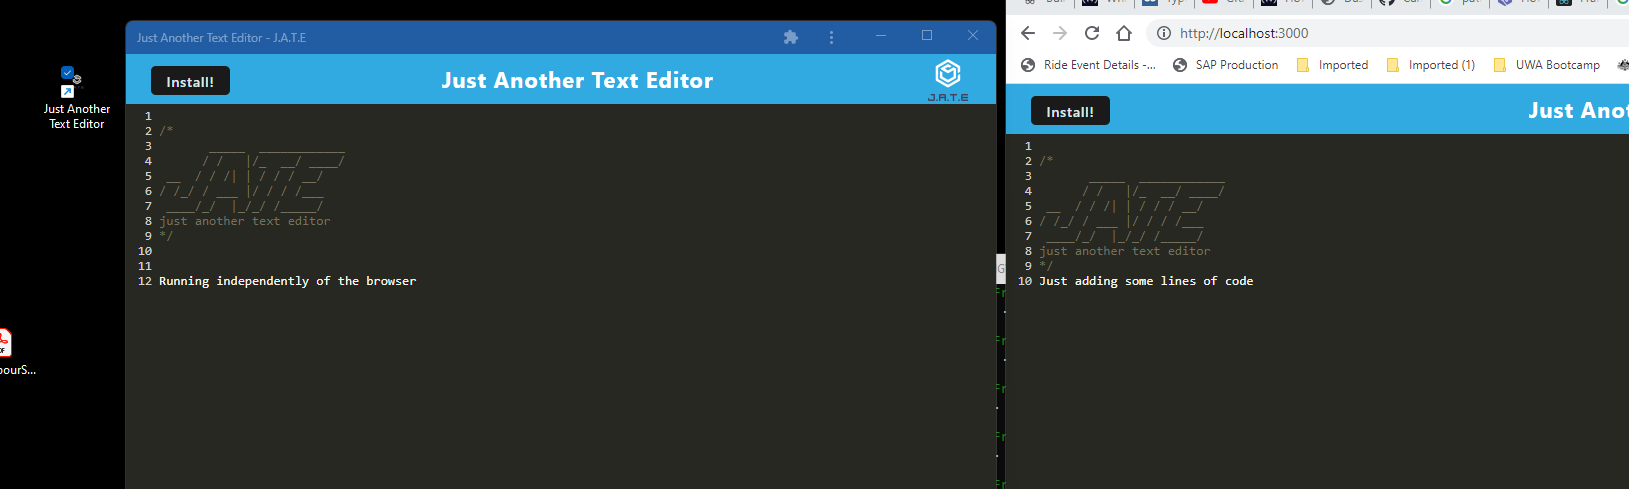 Just Another
Text Editor
Just Another Text Editor - J.A.T.E
Install!
Just Another Text Editor
J.A.T.E
1
2 /*
3        _____  ____________
4       / /   |/_  __/ ____/
5  __  / / /| | / / / __/
6 / /_/ / ___ |/ / / /___
7  ____/_/  |_/_/ /_____/
8 just another text editor
9 */
10
11
12 Running independently of the browser
http://localhost:3000
Ride Event Details -...
SAP Production
Imported
Imported (1)
UWA Bootcamp
Install!
Just
1
2 /*
3        _____  ____________
4       / /   |/_  __/ ____/
5  __  / / /| | / / / __/
6 / /_/ / ___ |/ / / /___
7  ____/_/  |_/_/ /_____/
8 just another text editor
9 */
10 Just adding some lines of code